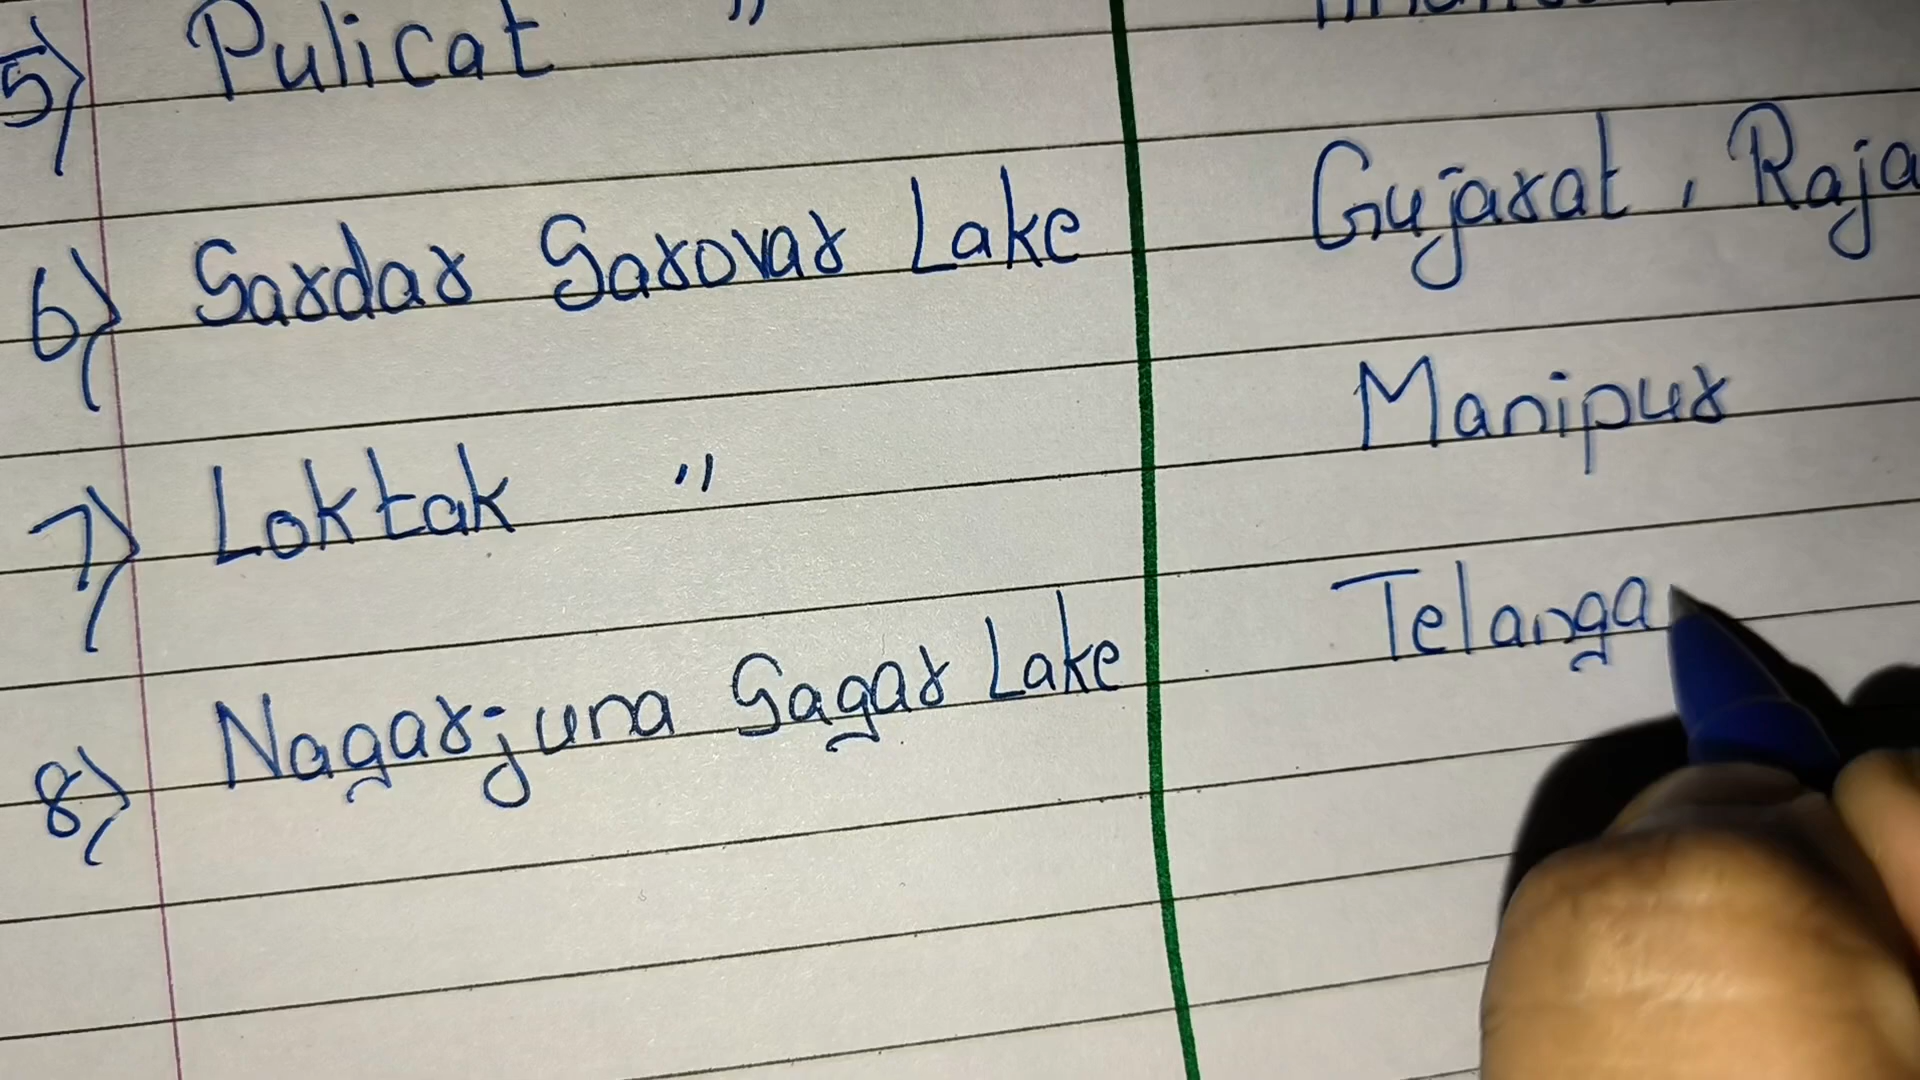 5) Pulicat "
6) Sardar Sarovar Lake Gujarat, Raja
7) Loktak " Manipur
8) Nagarjuna Sagar Lake Telanga